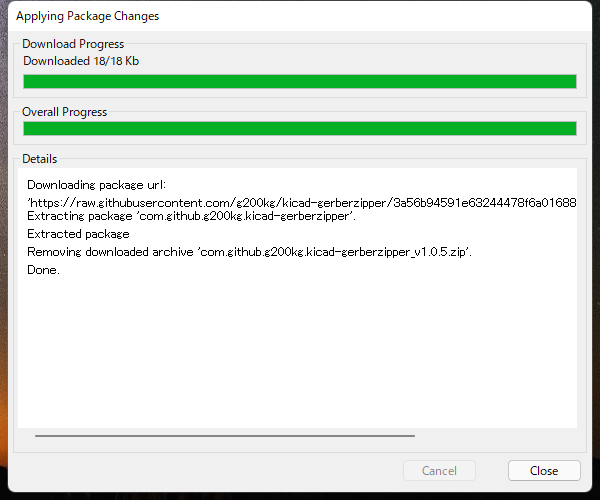 Applying Package Changes
Download Progress
Downloaded 18/18 Kb
Overall Progress
Details
Downloading package url:
'https://raw.githubusercontent.com/g200kg/kicad-gerberzipper/3a56b94591e63244478f6a01688
Extracting package 'com.github.g200kg.kicad-gerberzipper'.
Extracted package
Removing downloaded archive 'com.github.g200kg.kicad-gerberzipper_v1.0.5.zip'.
Done.
Cancel
Close